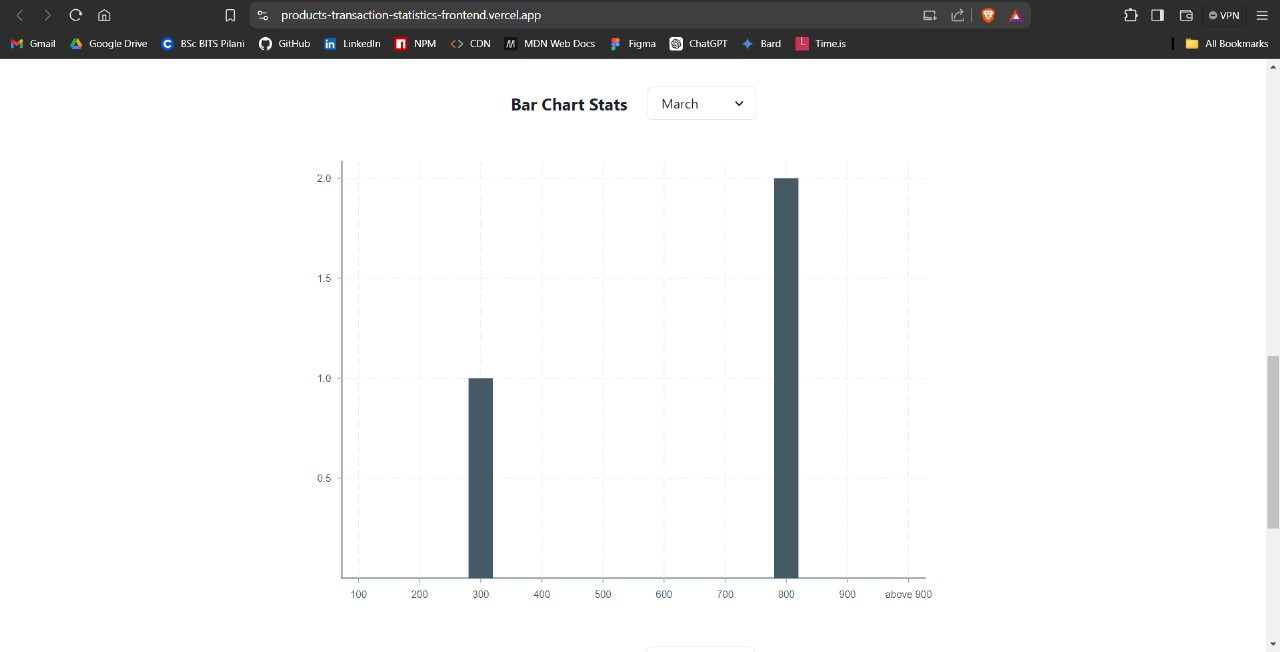 products-transaction-statistics-frontend.vercel.app VPN
Gmail Google Drive BSc BITS Pilani GitHub LinkedIn NPM CDN MDN Web Docs Figma ChatGPT Bard Time.is All Bookmarks
Bar Chart Stats March
2.0
1.5
1.0
0.5
100 200 300 400 500 600 700 800 900 above 900